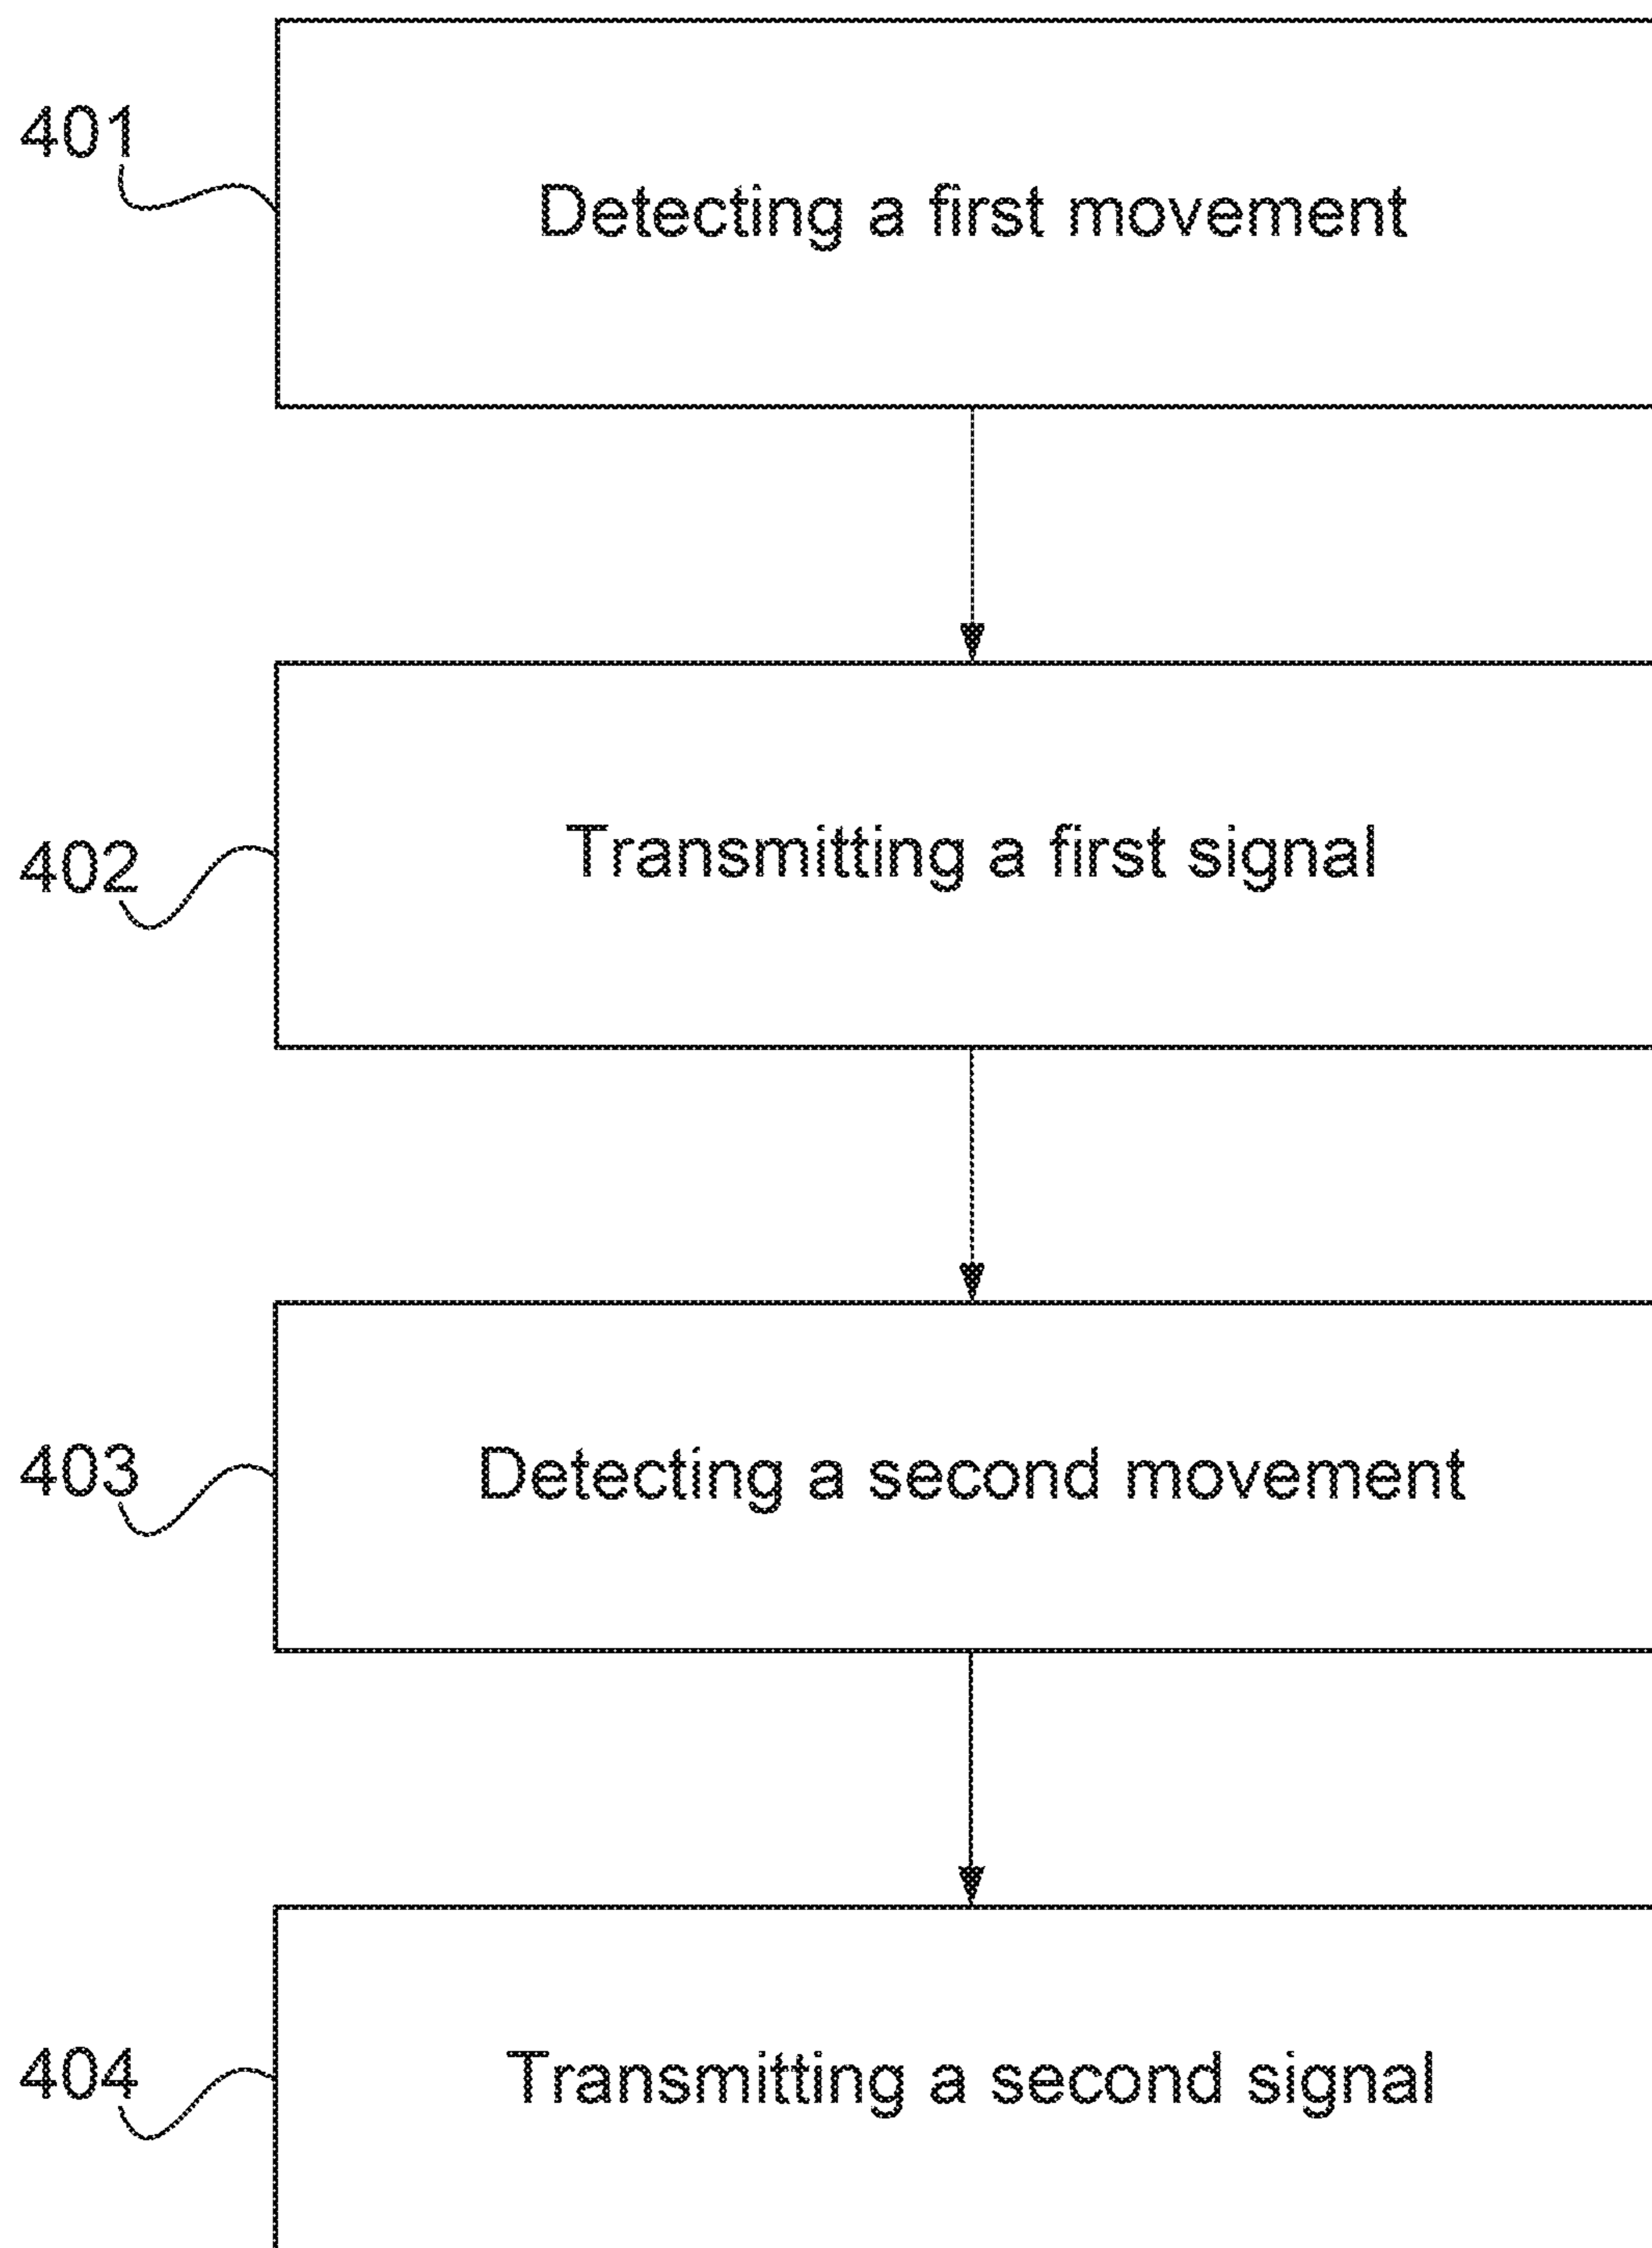 401
Detecting a first movement
402
Transmitting a first signal
403
Detecting a second movement
404
Transmitting a second signal